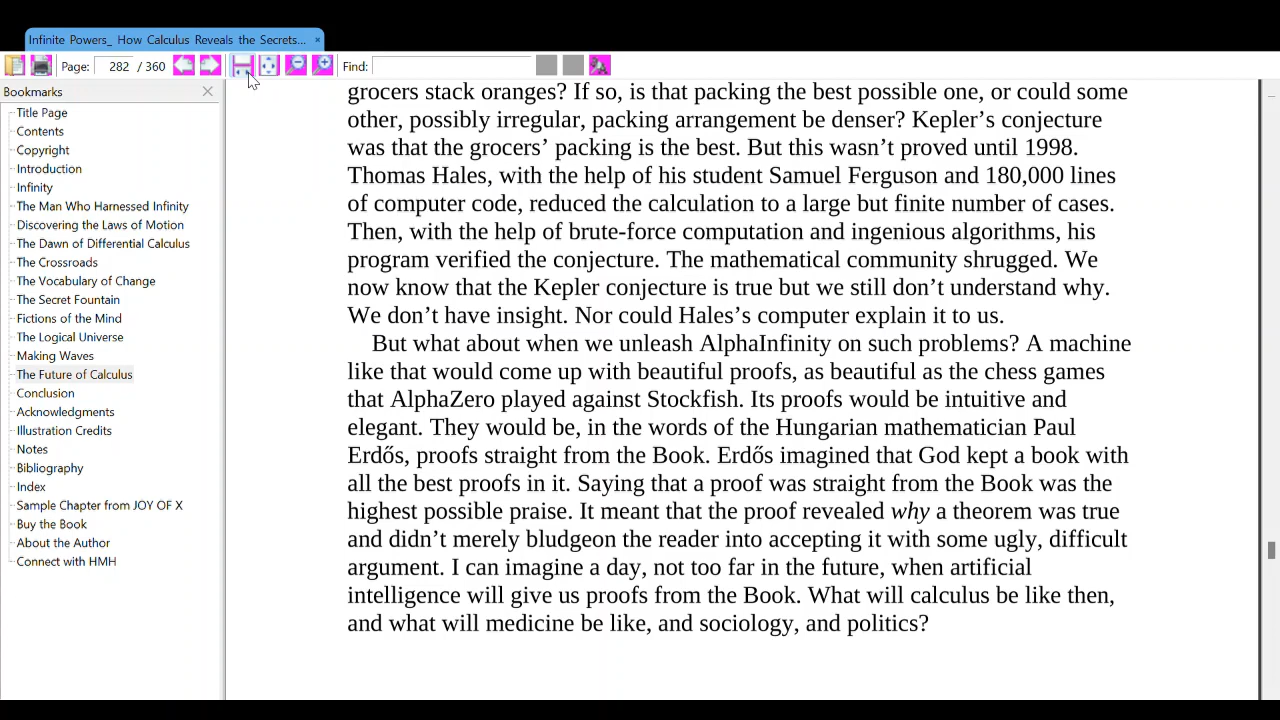 Infinite Powers_ How Calculus Reveals the Secrets... ×
Page: 282 / 360 Find:
Bookmarks
Title Page
Contents
Copyright
Introduction
Infinity
The Man Who Harnessed Infinity
Discovering the Laws of Motion
The Dawn of Differential Calculus
The Crossroads
The Vocabulary of Change
The Secret Fountain
Fictions of the Mind
The Logical Universe
Making Waves
The Future of Calculus
Conclusion
Acknowledgments
Illustration Credits
Notes
Bibliography
Index
Sample Chapter from JOY OF X
Buy the Book
About the Author
Connect with HMH
grocers stack oranges? If so, is that packing the best possible one, or could some
other, possibly irregular, packing arrangement be denser? Kepler’s conjecture
was that the grocers’ packing is the best. But this wasn’t proved until 1998.
Thomas Hales, with the help of his student Samuel Ferguson and 180,000 lines
of computer code, reduced the calculation to a large but finite number of cases.
Then, with the help of brute-force computation and ingenious algorithms, his
program verified the conjecture. The mathematical community shrugged. We
now know that the Kepler conjecture is true but we still don’t understand why.
We don’t have insight. Nor could Hales’s computer explain it to us.
But what about when we unleash AlphaInfinity on such problems? A machine
like that would come up with beautiful proofs, as beautiful as the chess games
that AlphaZero played against Stockfish. Its proofs would be intuitive and
elegant. They would be, in the words of the Hungarian mathematician Paul
Erdős, proofs straight from the Book. Erdős imagined that God kept a book with
all the best proofs in it. Saying that a proof was straight from the Book was the
highest possible praise. It meant that the proof revealed why a theorem was true
and didn’t merely bludgeon the reader into accepting it with some ugly, difficult
argument. I can imagine a day, not too far in the future, when artificial
intelligence will give us proofs from the Book. What will calculus be like then,
and what will medicine be like, and sociology, and politics?